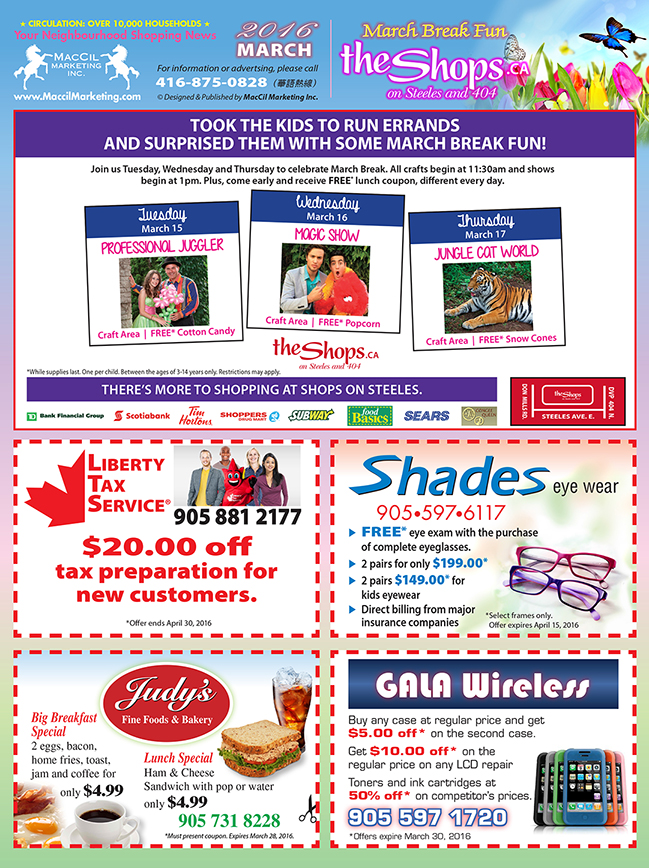 ★ CIRCULATION: OVER 10,000 HOUSEHOLDS ★
Your Neighbourhood Shopping News
MACCIL
MARKETING
INC.
www.MaccilMarketing.com
2016
MARCH
For information or advertsing, please call
416-875-0828 (華語熱線)
© Designed & Published by MacCil Marketing Inc.
March Break Fun
theShops.CA
on Steeles and 404
TOOK THE KIDS TO RUN ERRANDS
AND SURPRISED THEM WITH SOME MARCH BREAK FUN!
Join us Tuesday, Wednesday and Thursday to celebrate March Break. All crafts begin at 11:30am and shows
begin at 1pm. Plus, come early and receive FREE* lunch coupon, different every day.
Tuesday
March 15
PROFESSIONAL JUGGLER
Craft Area | FREE* Cotton Candy
Wednesday
March 16
MAGIC SHOW
Craft Area | FREE* Popcorn
Thursday
March 17
JUNGLE CAT WORLD
Craft Area | FREE* Snow Cones
theShops.CA
on Steeles and 404
*While supplies last. One per child. Between the ages of 3-14 years only. Restrictions may apply.
THERE'S MORE TO SHOPPING AT SHOPS ON STEELES.
TD Bank Financial Group
Scotiabank
Tim
Hortons
SHOPPERS
DRUG MART
SUBWAY
food
Basics
SEARS
CONGEE
QUEEN
DON MILLS RD.
theShops
STEELES AVE. E.
DVP 404 N.
LIBERTY
TAX
SERVICE®
905 881 2177
$20.00 off
tax preparation for
new customers.
*Offer ends April 30, 2016
Shades eye wear
905•597•6117
FREE* eye exam with the purchase
of complete eyeglasses.
2 pairs for only $199.00*
2 pairs $149.00* for
kids eyewear
Direct billing from major
insurance companies
*Select frames only.
Offer expires April 15, 2016
Judy's
Fine Foods & Bakery
Big Breakfast
Special
2 eggs, bacon,
home fries, toast,
jam and coffee for
only $4.99
Lunch Special
Ham & Cheese
Sandwich with pop or water
only $4.99
905 731 8228
*Must present coupon. Expires March 28, 2016.
GALA Wireless
Buy any case at regular price and get
$5.00 off* on the second case.
Get $10.00 off* on the
regular price on any LCD repair
Toners and ink cartridges at
50% off* on competitor's prices.
905 597 1720
*Offers expire March 30, 2016